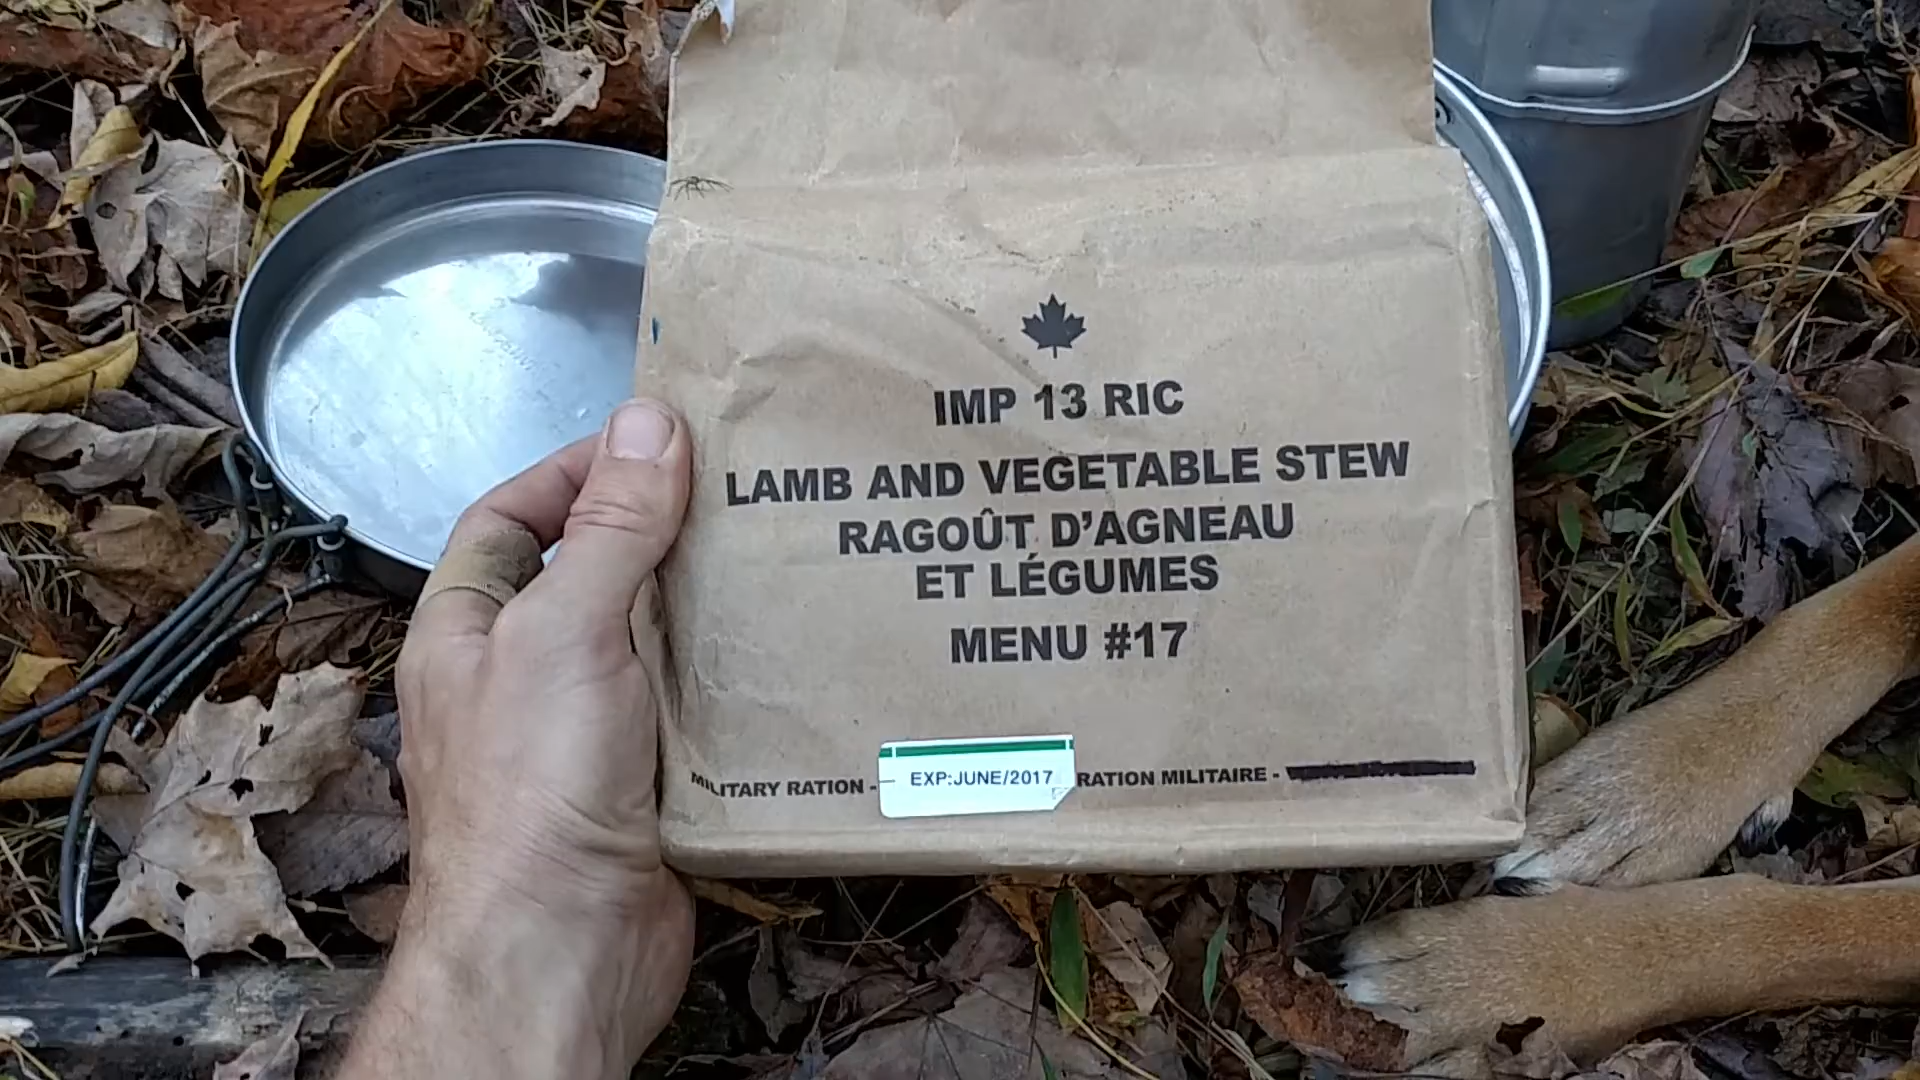 IMP 13 RIC
LAMB AND VEGETABLE STEW
RAGOÛT D'AGNEAU
ET LÉGUMES
MENU #17
MILITARY RATION - EXP:JUNE/2017 RATION MILITAIRE -